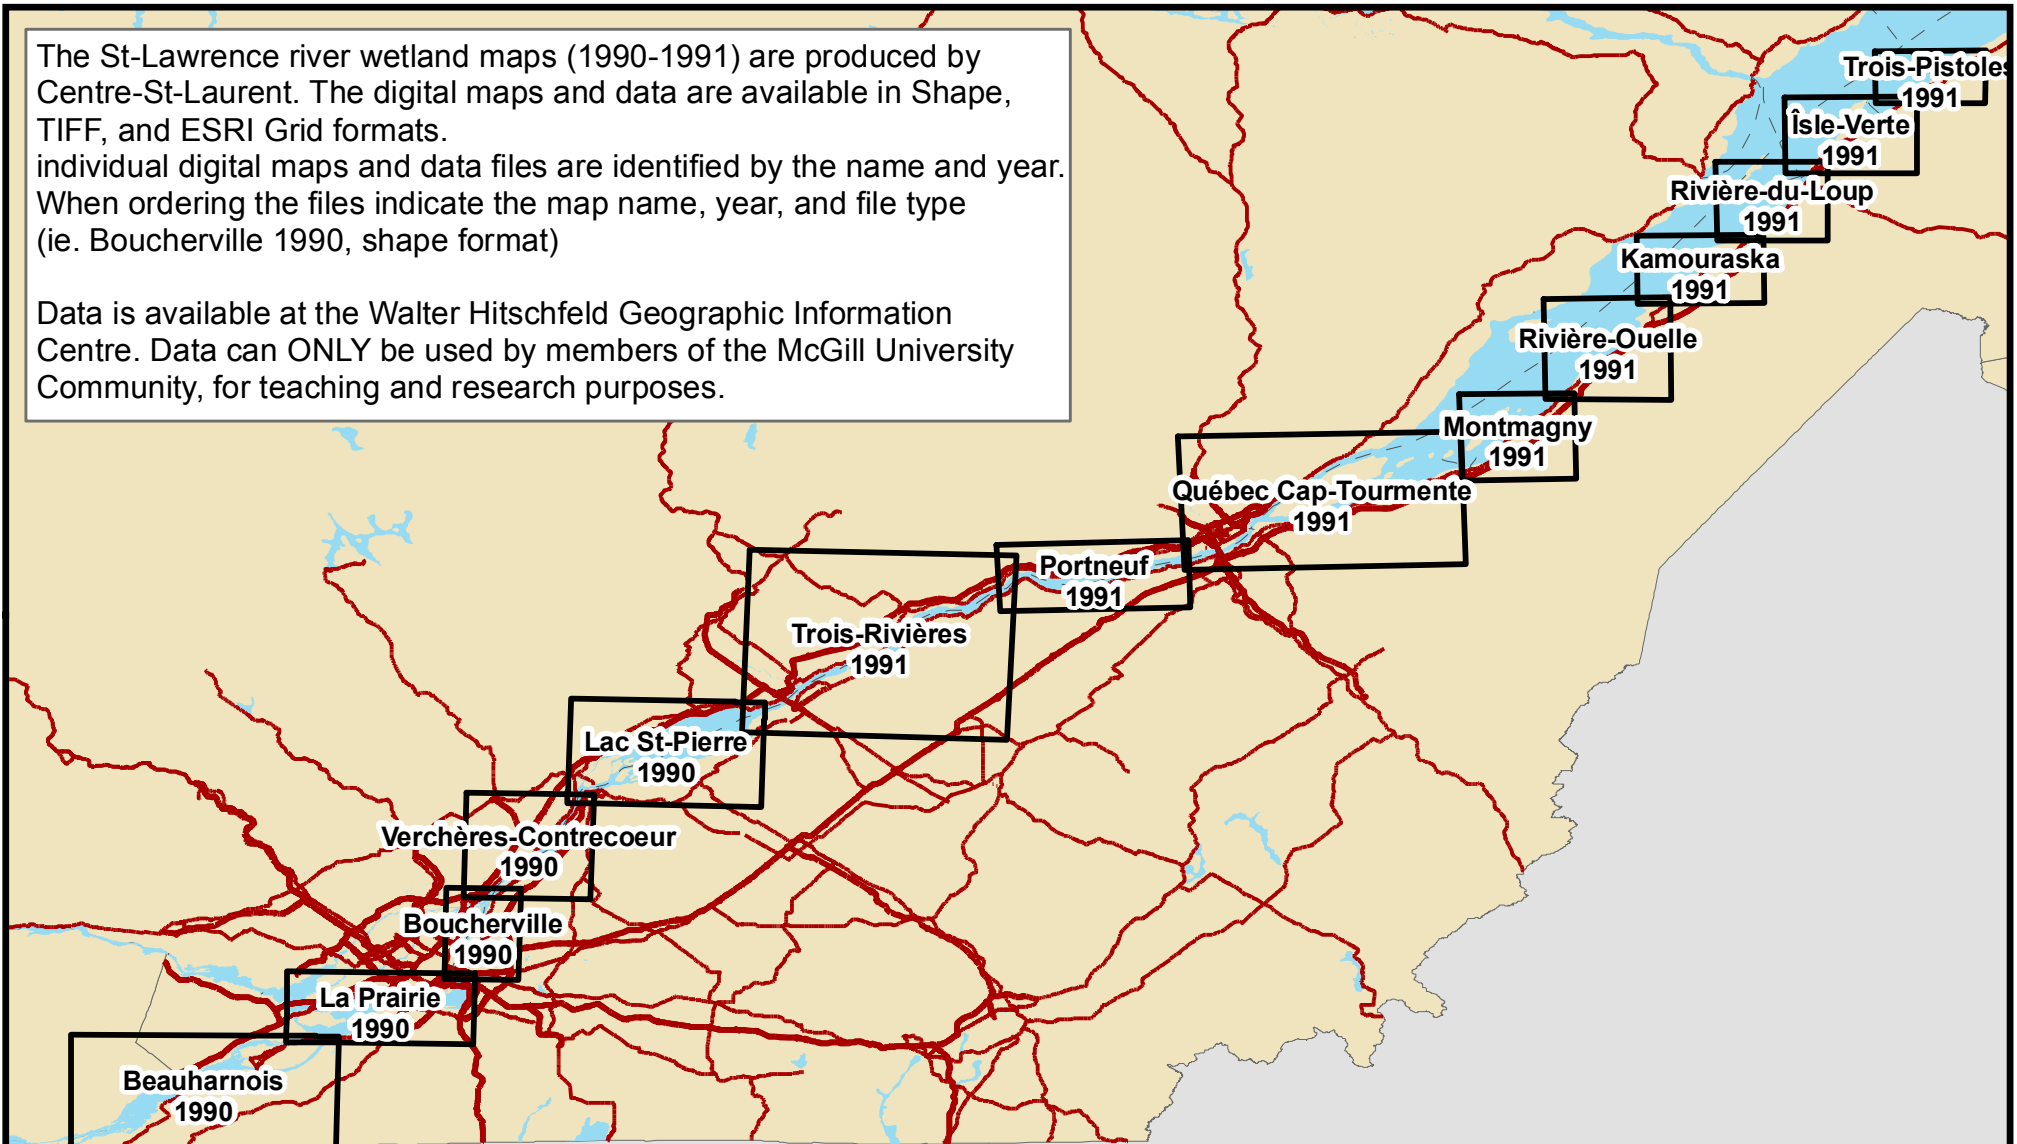 The St-Lawrence river wetland maps (1990-1991) are produced by
Centre-St-Laurent. The digital maps and data are available in Shape,
TIFF, and ESRI Grid formats.
individual digital maps and data files are identified by the name and year.
When ordering the files indicate the map name, year, and file type
(ie. Boucherville 1990, shape format)
Data is available at the Walter Hitschfeld Geographic Information
Centre. Data can ONLY be used by members of the McGill University
Community, for teaching and research purposes.
Trois-Pistoles
1991
Îsle-Verte
1991
Rivière-du-Loup
1991
Kamouraska
1991
Rivière-Ouelle
1991
Montmagny
1991
Québec Cap-Tourmente
1991
Portneuf
1991
Trois-Rivières
1991
Lac St-Pierre
1990
Verchères-Contrecoeur
1990
Boucherville
1990
La Prairie
1990
Beauharnois
1990